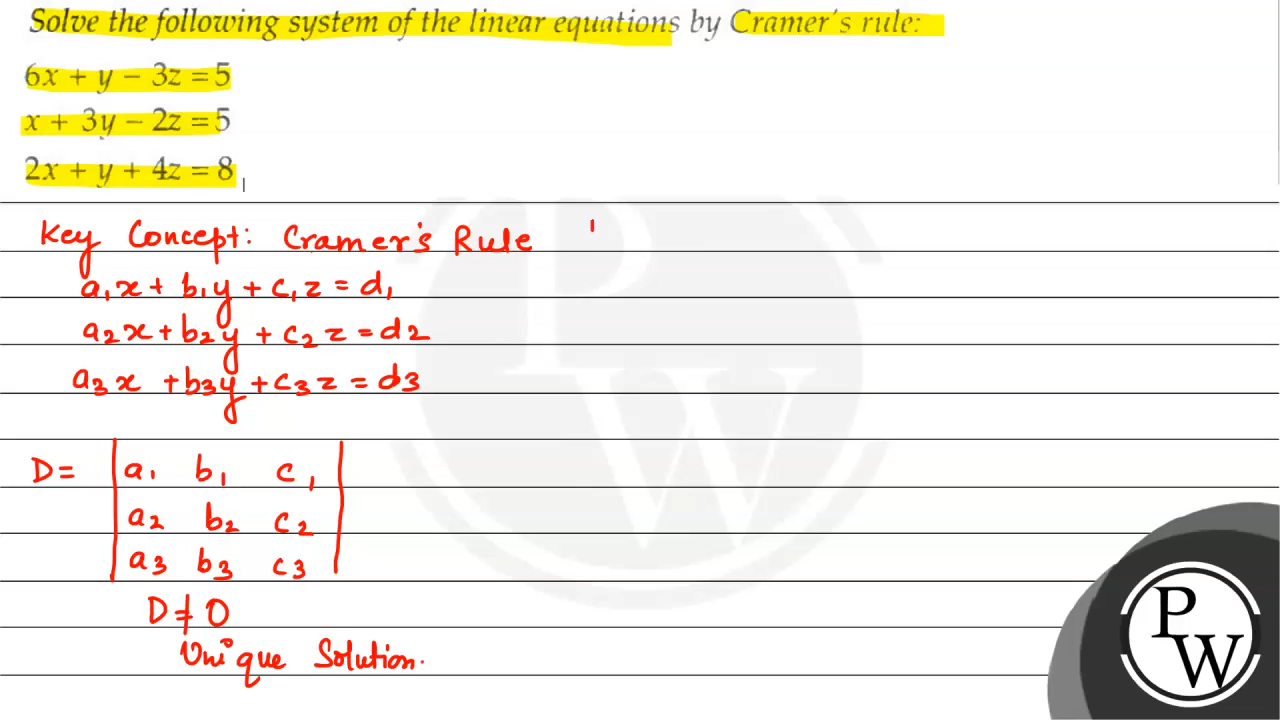 Solve the following system of the linear equations by Cramer's rule:
6x + y − 3z = 5
x + 3y − 2z = 5
2x + y + 4z = 8
Key Concept: Cramer's Rule
a₁x + b₁y + c₁z = d₁
a₂x + b₂y + c₂z = d₂
a₃x + b₃y + c₃z = d₃
D = | a₁ b₁ c₁ |
| a₂ b₂ c₂ |
| a₃ b₃ c₃ |
D ≠ 0
Unique Solution.
P
W
P
W